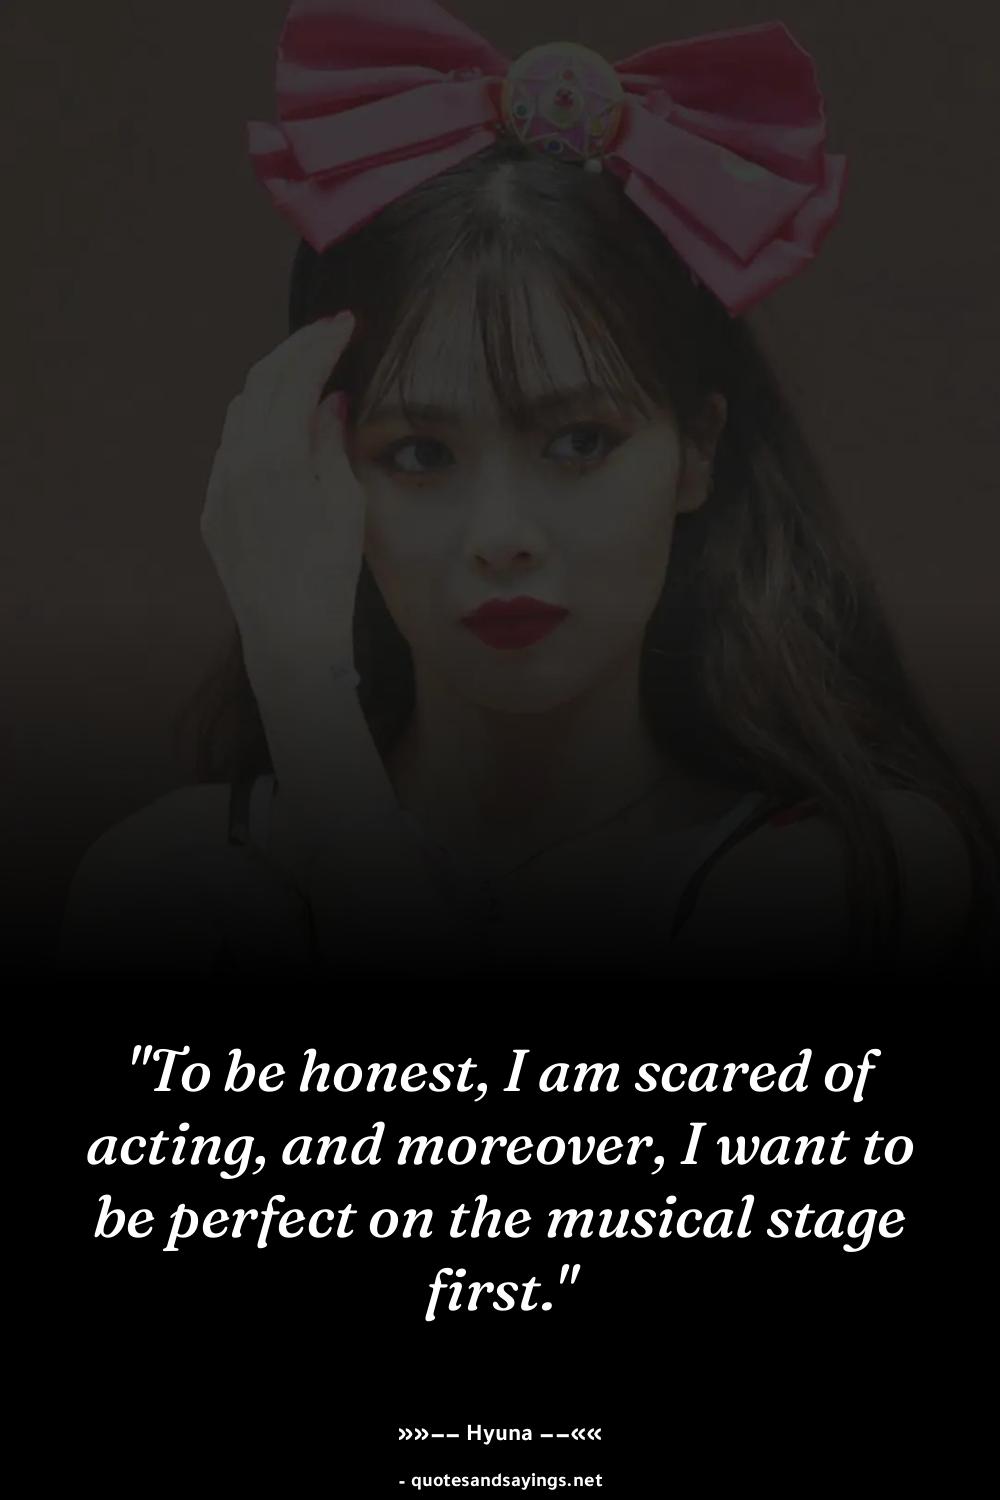 "To be honest, I am scared of
acting, and moreover, I want to
be perfect on the musical stage
first."
»»−− Hyuna −−««
- quotesandsayings.net